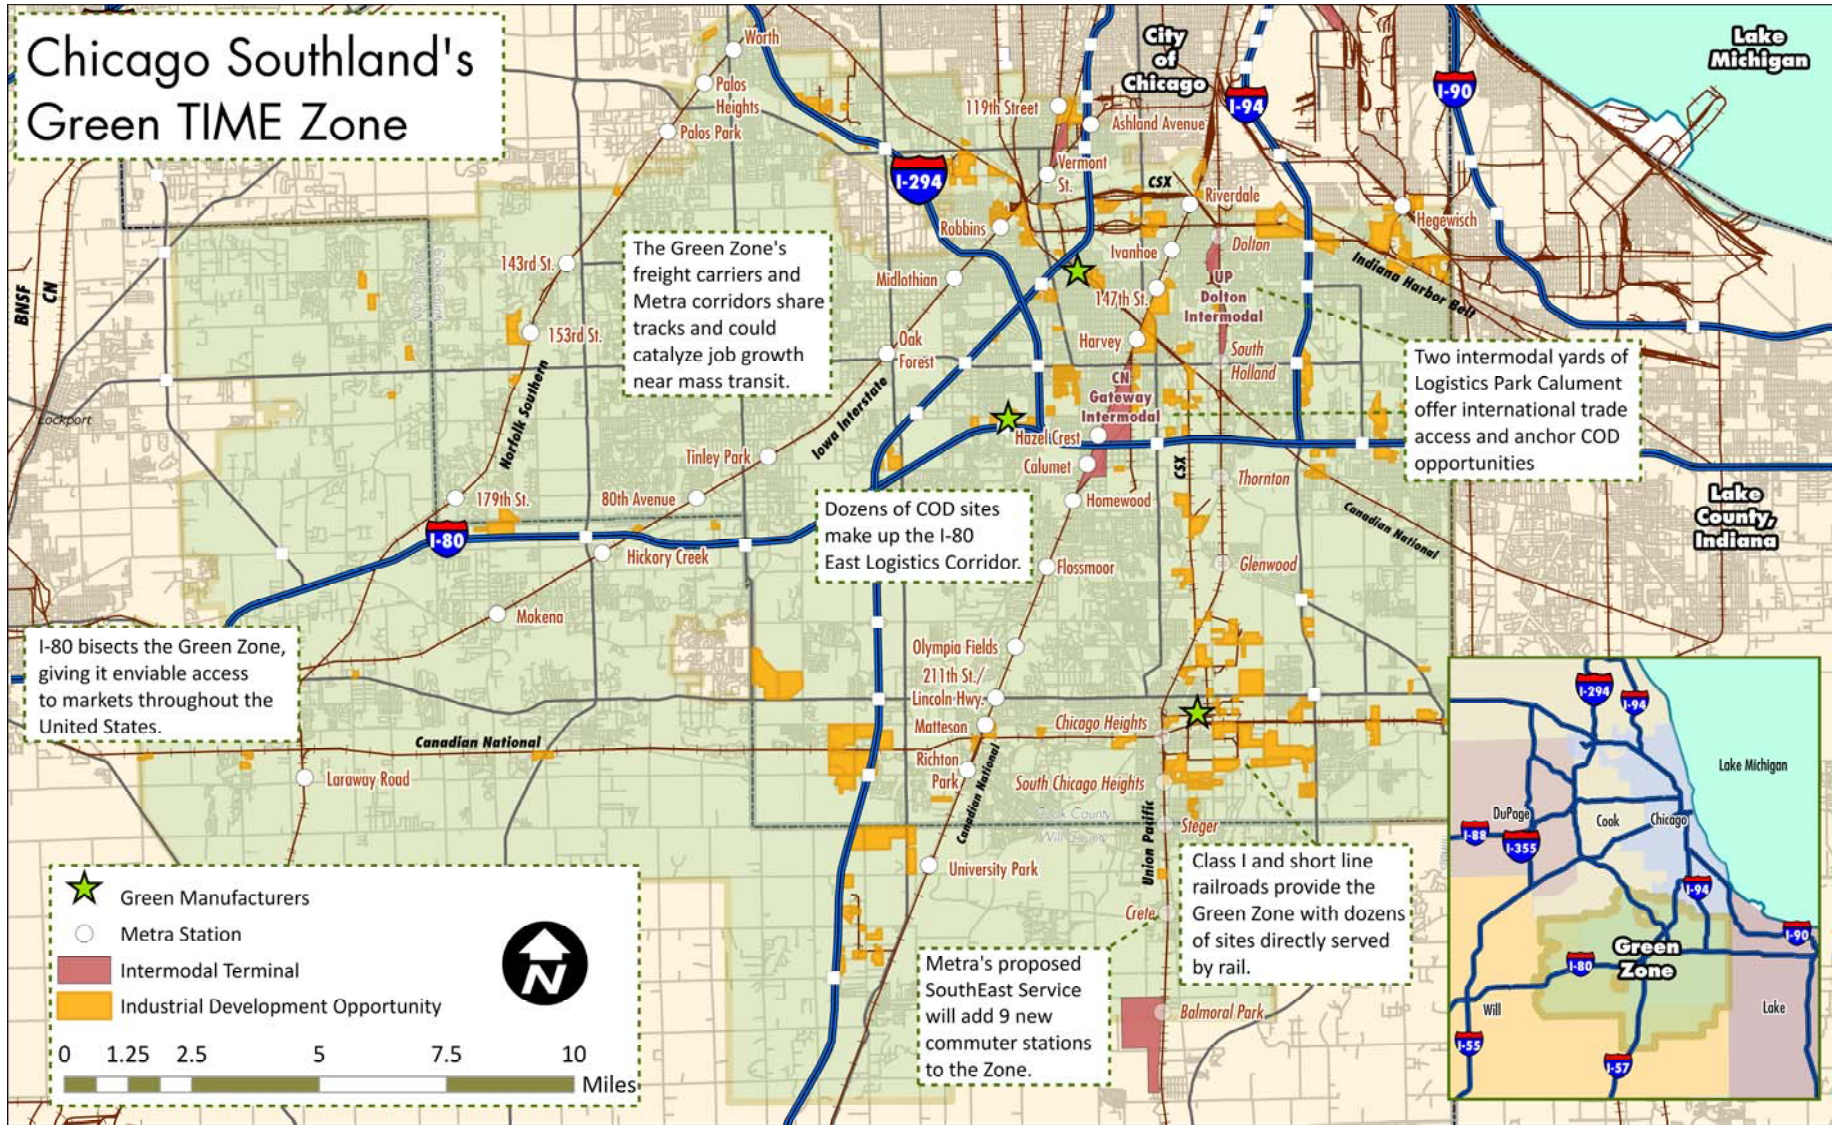 Chicago Southland's
Green TIME Zone
City
of
Chicago
Lake
Michigan
I-294
I-94
I-90
Worth
Palos
Heights
Palos Park
143rd St.
153rd St.
179th St.
Laraway Road
119th Street
Ashland Avenue
Vermont
St.
CSX
Riverdale
Robbins
Ivanhoe
Dolton
Hegewisch
Midlothian
147th St.
UP
Dolton
Intermodal
Indiana Harbor Belt
Harvey
South
Holland
Oak
Forest
CN
Gateway
Intermodal
Hazel Crest
Calumet
Homewood
Tinley Park
80th Avenue
Hickory Creek
Mokena
BNSF
CN
Lockport
Norfolk Southern
Iowa Interstate
CSX
Thornton
Canadian National
Glenwood
Flossmoor
Olympia Fields
211th St./
Lincoln Hwy.
Matteson
Richton
Park
Chicago Heights
South Chicago Heights
Canadian National
Canadian National
Cook County
Will County
Union Pacific
Steger
University Park
Crete
Balmoral Park
I-80
Lake
County,
Indiana
The Green Zone's
freight carriers and
Metra corridors share
tracks and could
catalyze job growth
near mass transit.
Two intermodal yards of
Logistics Park Calument
offer international trade
access and anchor COD
opportunities
Dozens of COD sites
make up the I-80
East Logistics Corridor.
I-80 bisects the Green Zone,
giving it enviable access
to markets throughout the
United States.
Class I and short line
railroads provide the
Green Zone with dozens
of sites directly served
by rail.
Metra's proposed
SouthEast Service
will add 9 new
commuter stations
to the Zone.
Green Manufacturers
Metra Station
Intermodal Terminal
Industrial Development Opportunity
N
0 1.25 2.5 5 7.5 10
Miles
I-294
I-94
Lake Michigan
DuPage
Cook
Chicago
I-88
I-355
I-94
I-90
Green
Zone
I-80
Will
Lake
I-55
I-57